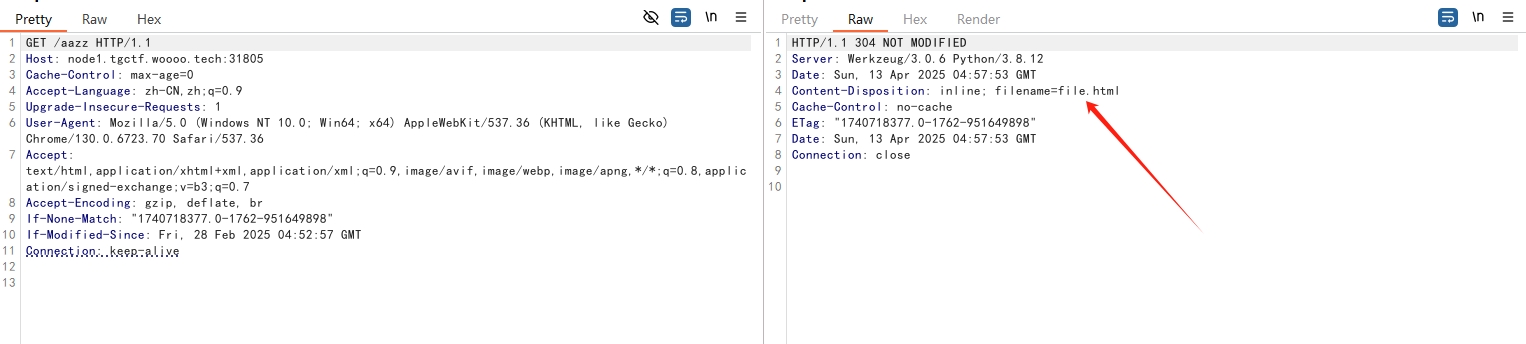 Pretty Raw Hex
\n
1 GET /aazz HTTP/1.1
2 Host: node1.tgctf.woooo.tech:31805
3 Cache-Control: max-age=0
4 Accept-Language: zh-CN,zh;q=0.9
5 Upgrade-Insecure-Requests: 1
6 User-Agent: Mozilla/5.0 (Windows NT 10.0; Win64; x64) AppleWebKit/537.36 (KHTML, like Gecko)
Chrome/130.0.6723.70 Safari/537.36
7 Accept:
text/html,application/xhtml+xml,application/xml;q=0.9,image/avif,image/webp,image/apng,*/*;q=0.8,applic
ation/signed-exchange;v=b3;q=0.7
8 Accept-Encoding: gzip, deflate, br
9 If-None-Match: "1740718377.0-1762-951649898"
10 If-Modified-Since: Fri, 28 Feb 2025 04:52:57 GMT
11 Connection: keep-alive
12
13
Pretty Raw Hex Render
\n
1 HTTP/1.1 304 NOT MODIFIED
2 Server: Werkzeug/3.0.6 Python/3.8.12
3 Date: Sun, 13 Apr 2025 04:57:53 GMT
4 Content-Disposition: inline; filename=file.html
5 Cache-Control: no-cache
6 ETag: "1740718377.0-1762-951649898"
7 Date: Sun, 13 Apr 2025 04:57:53 GMT
8 Connection: close
9
10